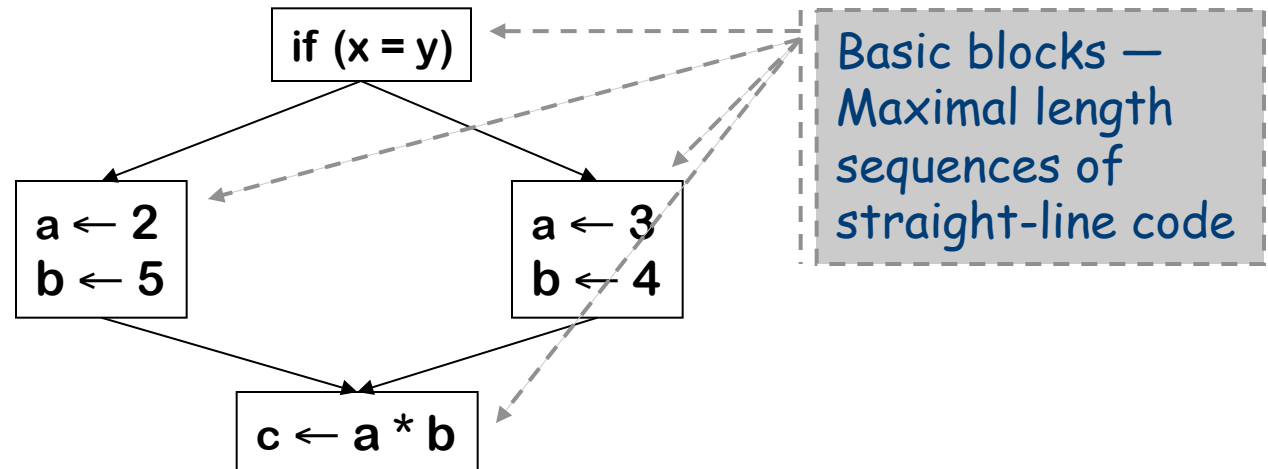 if (x = y)
Basic blocks —
Maximal length
sequences of
straight-line code
a ← 2
b ← 5
a ← 3
b ← 4
c ← a * b